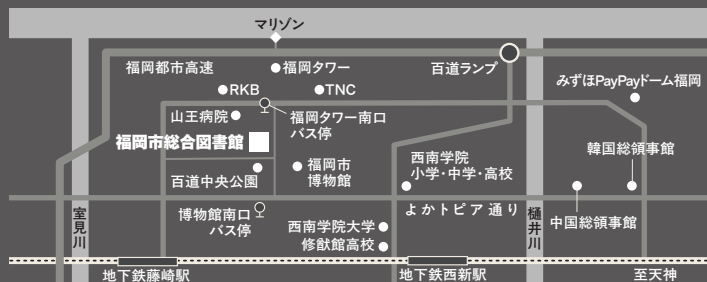 マリゾン
福岡都市高速
福岡タワー
百道ランプ
みずほPayPayドーム福岡
RKB
TNC
山王病院
福岡タワー南口
バス停
福岡市総合図書館
韓国総領事館
西南学院
小学・中学・高校
福岡市
博物館
百道中央公園
博物館南口
バス停
よかトピア通り
中国総領事館
室見川
樋井川
西南学院大学
修猷館高校
地下鉄藤崎駅
地下鉄西新駅
至天神